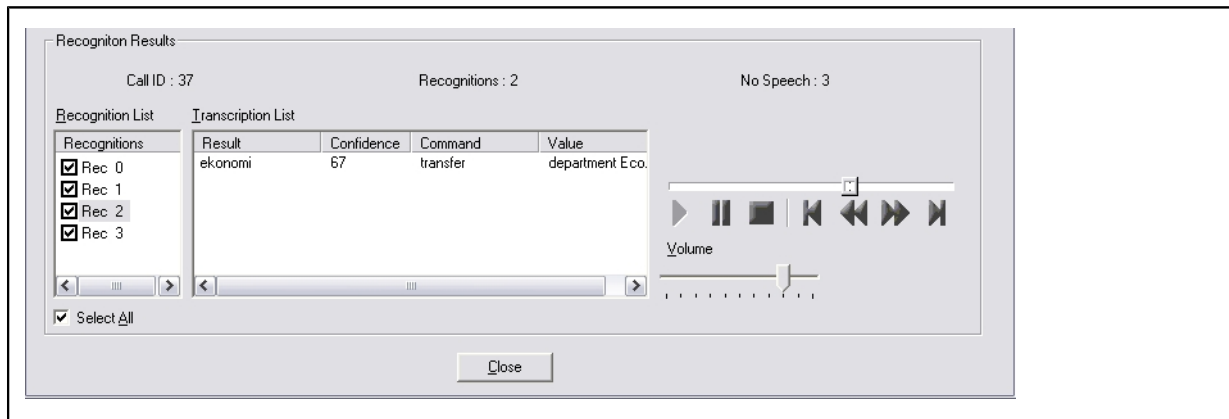 Recogniton Results
Call ID : 37 Recognitions : 2 No Speech : 3
Recognition List Transcription List
Recognitions Result Confidence Command Value
Rec 0 ekonomi 67 transfer department Eco.
Rec 1
Rec 2
Rec 3
Volume
Select All
Close